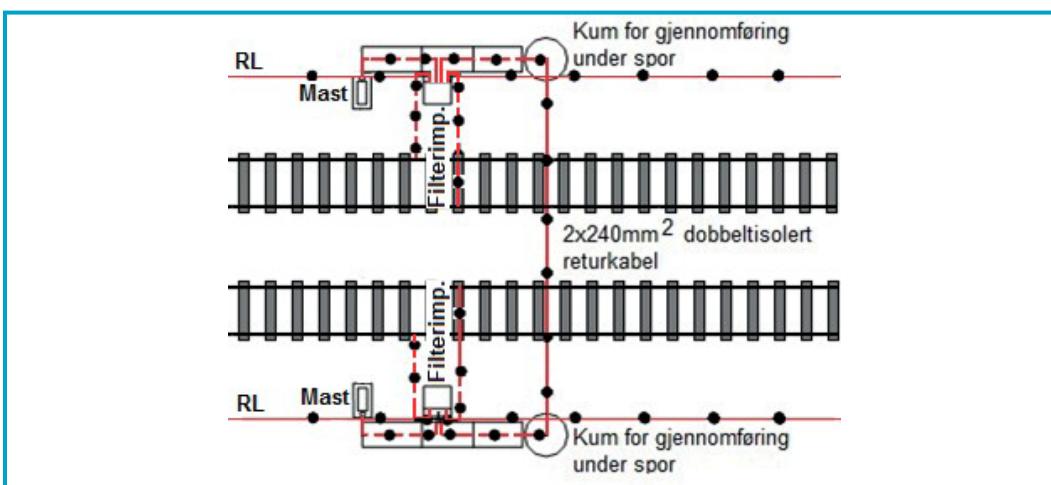 Kum for gjennomføring
under spor
RL
Mast
Filterimp.
2x240mm² dobbeltisolert
returkabel
Filterimp.
Mast
RL
Kum for gjennomføring
under spor